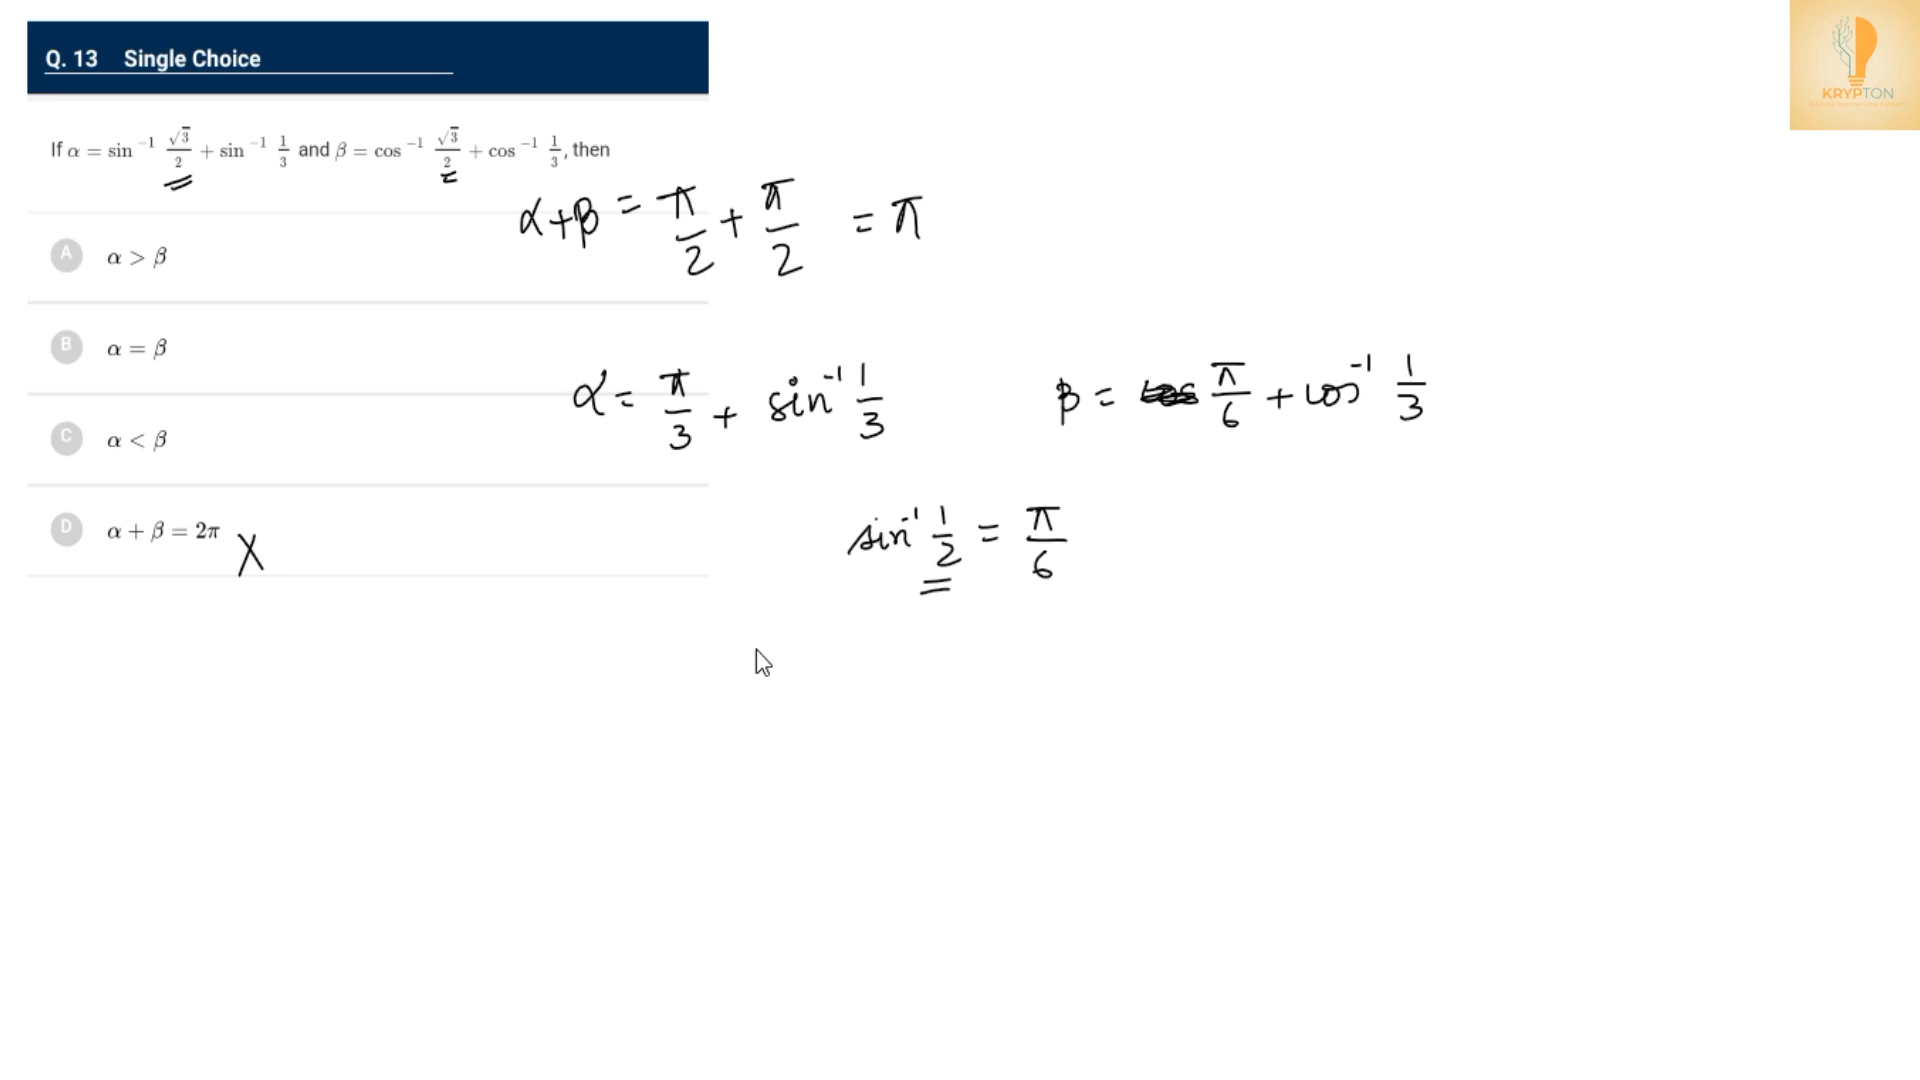 Q. 13 Single Choice
KRYPTON
If α = sin⁻¹ √3/2 + sin⁻¹ 1/3 and β = cos⁻¹ √3/2 + cos⁻¹ 1/3, then
α+β = π/2 + π/2 = π
A α > β
B α = β
α = π/3 + sin⁻¹ 1/3
β = π/6 + cos⁻¹ 1/3
C α < β
D α + β = 2π X
sin⁻¹ 1/2 = π/6